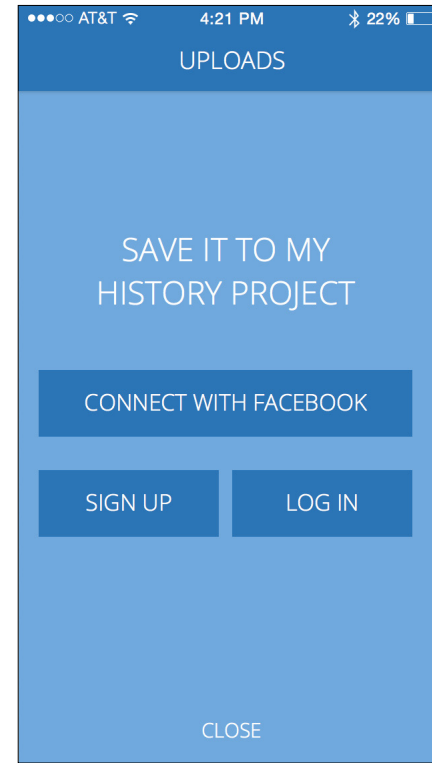 AT&T 4:21 PM 22%
UPLOADS
SAVE IT TO MY
HISTORY PROJECT
CONNECT WITH FACEBOOK
SIGN UP LOG IN
CLOSE